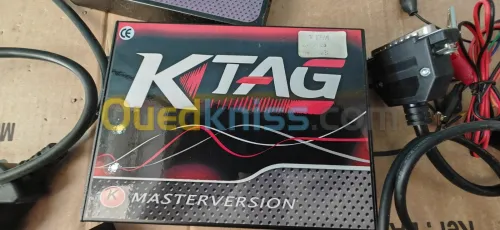 CE
KTAG
Ouedkniss.com
K
MASTERVERSION